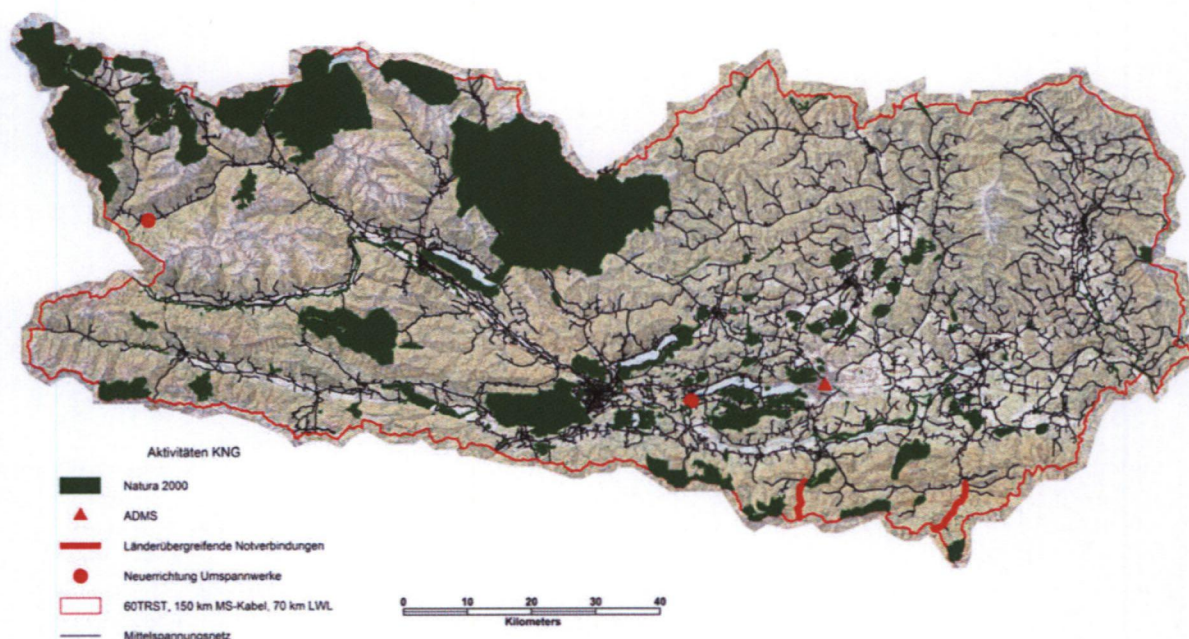 Aktivitäten KNG
Natura 2000
ADMS
Länderübergreifende Notverbindungen
Neuerrichtung Umspannwerke
60TRST, 150 km MS-Kabel, 70 km LWL
Mittelspannungsnetz
0 10 20 30 40
Kilometers